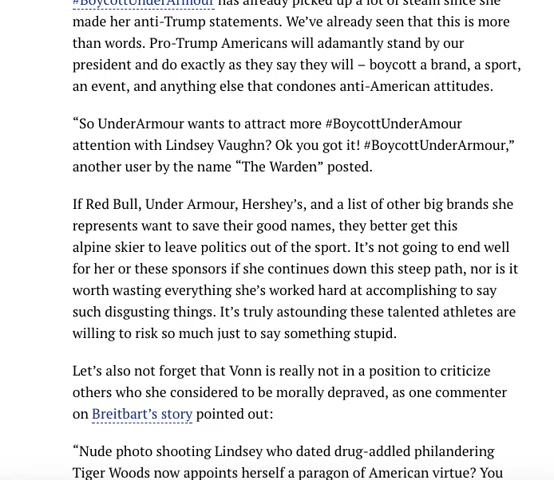 #BoycottUnderArmour has already picked up a lot of steam since she
made her anti-Trump statements. We’ve already seen that this is more
than words. Pro-Trump Americans will adamantly stand by our
president and do exactly as they say they will – boycott a brand, a sport,
an event, and anything else that condones anti-American attitudes.
“So UnderArmour wants to attract more #BoycottUnderAmour
attention with Lindsey Vaughn? Ok you got it! #BoycottUnderArmour,”
another user by the name “The Warden” posted.
If Red Bull, Under Armour, Hershey’s, and a list of other big brands she
represents want to save their good names, they better get this
alpine skier to leave politics out of the sport. It’s not going to end well
for her or these sponsors if she continues down this steep path, nor is it
worth wasting everything she’s worked hard at accomplishing to say
such disgusting things. It’s truly astounding these talented athletes are
willing to risk so much just to say something stupid.
Let’s also not forget that Vonn is really not in a position to criticize
others who she considered to be morally depraved, as one commenter
on Breitbart’s story pointed out:
“Nude photo shooting Lindsey who dated drug-addled philandering
Tiger Woods now appoints herself a paragon of American virtue? You